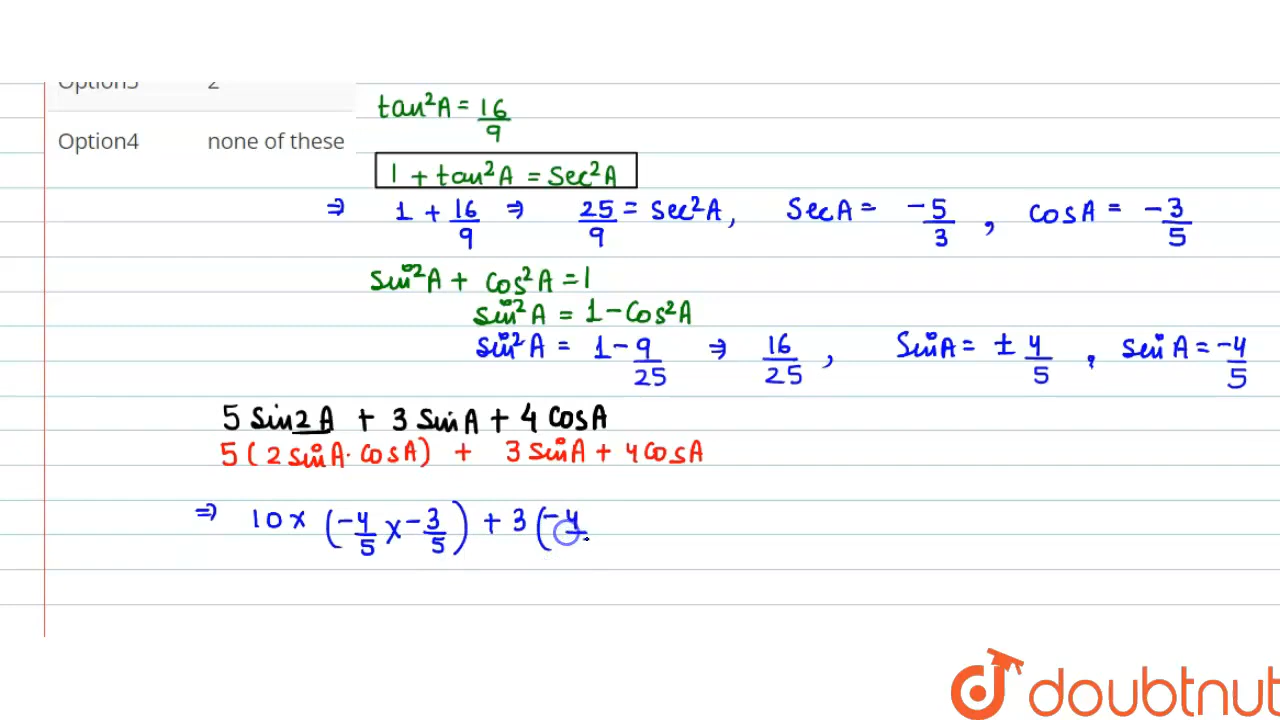 Option3 2
Option4 none of these
tan²A = 16/9
1 + tan²A = Sec²A
⇒ 1 + 16/9 ⇒ 25/9 = Sec²A, SecA = -5/3, CosA = -3/5
Sin²A + Cos²A = 1
Sin²A = 1 - Cos²A
Sin²A = 1 - 9/25 ⇒ 16/25, SinA = ± 4/5, SinA = -4/5
5 Sin2A + 3 SinA + 4 CosA
5 (2 SinA · CosA) + 3 SinA + 4 CosA
⇒ 10 × (-4/5 × -3/5) + 3 (-4/
doubtnut